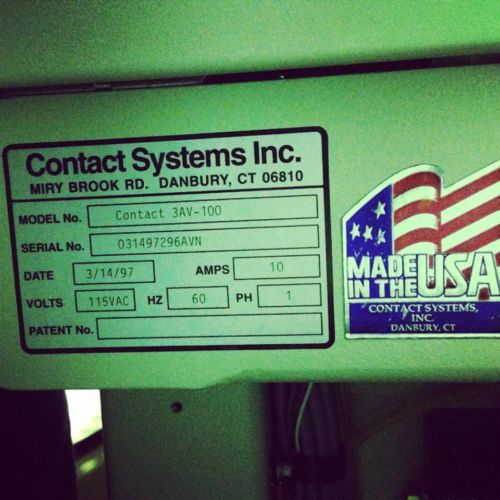 Contact Systems Inc.
MIRY BROOK RD. DANBURY, CT 06810
MODEL No. Contact 3AV-100
SERIAL No. 031497296AVN
DATE 3/14/97 AMPS 10
VOLTS 115VAC HZ 60 PH 1
PATENT No.
MADE
IN THE USA
CONTACT SYSTEMS,
INC.
DANBURY, CT